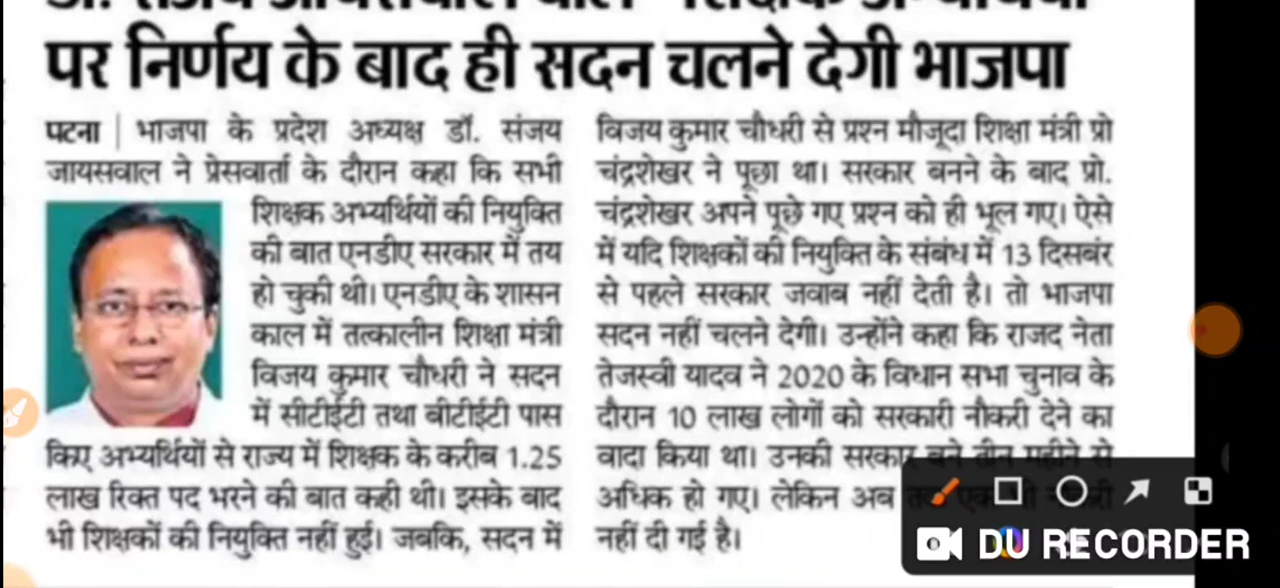 पर निर्णय के बाद ही सदन चलने देगी भाजपा
पटना | भाजपा के प्रदेश अध्यक्ष डॉ. संजय
जायसवाल ने प्रेसवार्ता के दौरान कहा कि सभी
शिक्षक अभ्यर्थियों की नियुक्ति
की बात एनडीए सरकार में तय
हो चुकी थी। एनडीए के शासन
काल में तत्कालीन शिक्षा मंत्री
विजय कुमार चौधरी ने सदन
में सीटीईटी तथा बीटीईटी पास
किए अभ्यर्थियों से राज्य में शिक्षक के करीब 1.25
लाख रिक्त पद भरने की बात कही थी। इसके बाद
भी शिक्षकों की नियुक्ति नहीं हुई। जबकि, सदन में
विजय कुमार चौधरी से प्रश्न मौजूदा शिक्षा मंत्री प्रो
चंद्रशेखर ने पूछा था। सरकार बनने के बाद प्रो.
चंद्रशेखर अपने पूछे गए प्रश्न को ही भूल गए। ऐसे
में यदि शिक्षकों की नियुक्ति के संबंध में 13 दिसबंर
से पहले सरकार जवाब नहीं देती है। तो भाजपा
सदन नहीं चलने देगी। उन्होंने कहा कि राजद नेता
तेजस्वी यादव ने 2020 के विधान सभा चुनाव के
दौरान 10 लाख लोगों को सरकारी नौकरी देने का
वादा किया था। उनकी सरकार बने तीन महीने से
अधिक हो गए। लेकिन अब
नहीं दी गई है।
DU RECORDER